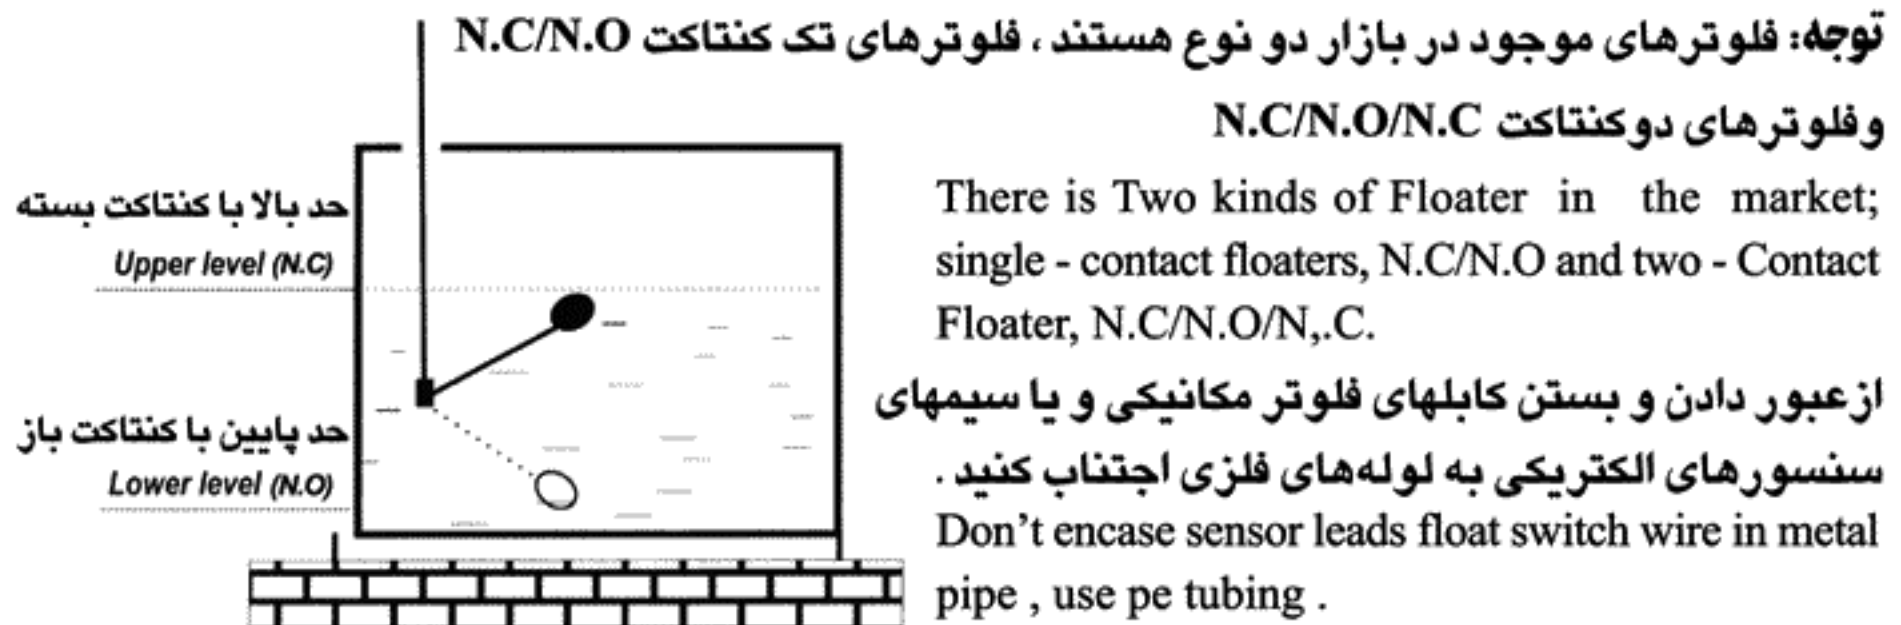 توجه: فلوترهای موجود در بازار دو نوع هستند ، فلوترهای تک کنتاکت N.C/N.O
وفلوترهای دوکنتاکت N.C/N.O/N.C
There is Two kinds of Floater in the market;
single - contact floaters, N.C/N.O and two - Contact
Floater, N.C/N.O/N,.C.
ازعبور دادن و بستن کابلهای فلوتر مکانیکی و یا سیمهای
سنسورهای الکتریکی به لوله‌های فلزی اجتناب کنید .
Don't encase sensor leads float switch wire in metal
pipe , use pe tubing .
حد بالا با کنتاکت بسته
Upper level (N.C)
حد پایین با کنتاکت باز
Lower level (N.O)